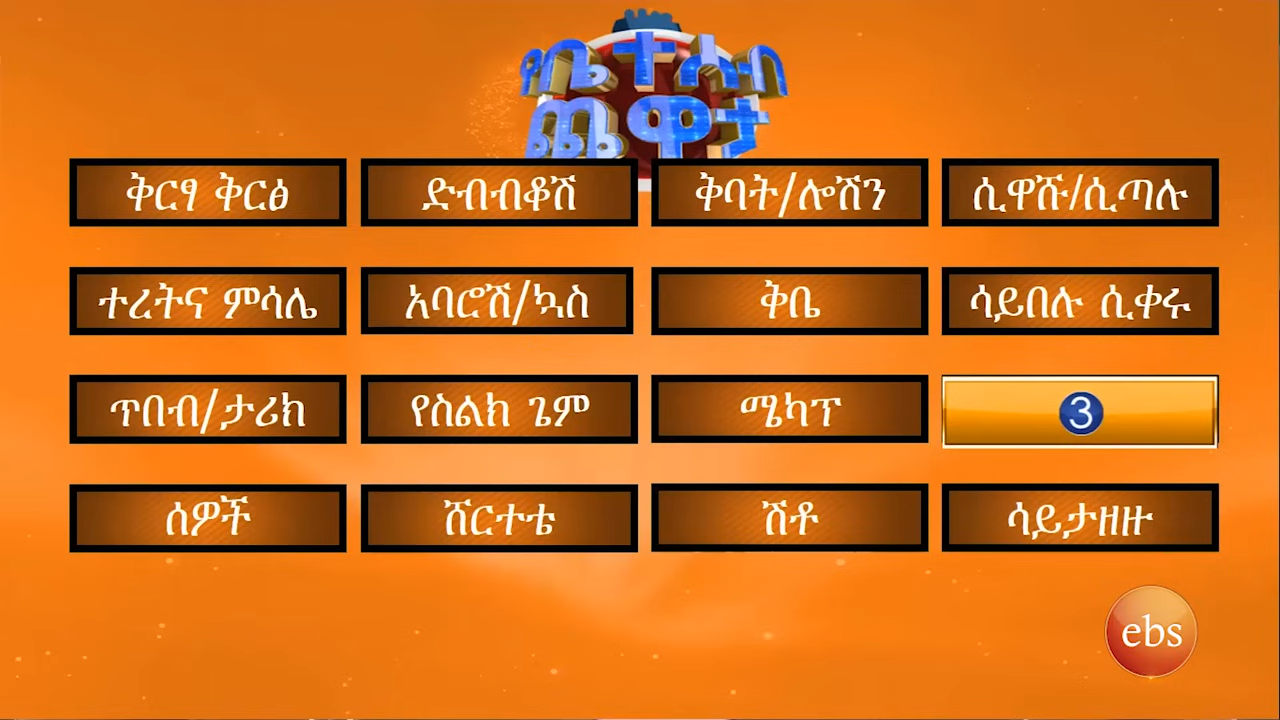 የቤተሰብ
ጨዋታ
ቅርፃ ቅርፅ
ድብብቆሽ
ቅባት/ሎሽን
ሲዋሹ/ሲጣሉ
ተረትና ምሳሌ
አባሮሽ/ኳስ
ቅቤ
ሳይበሉ ሲቀሩ
ጥበብ/ታሪክ
የስልክ ጌም
ሜካፕ
3
ሰዎች
ሸርተቴ
ሽቶ
ሳይታዘዙ
ebs